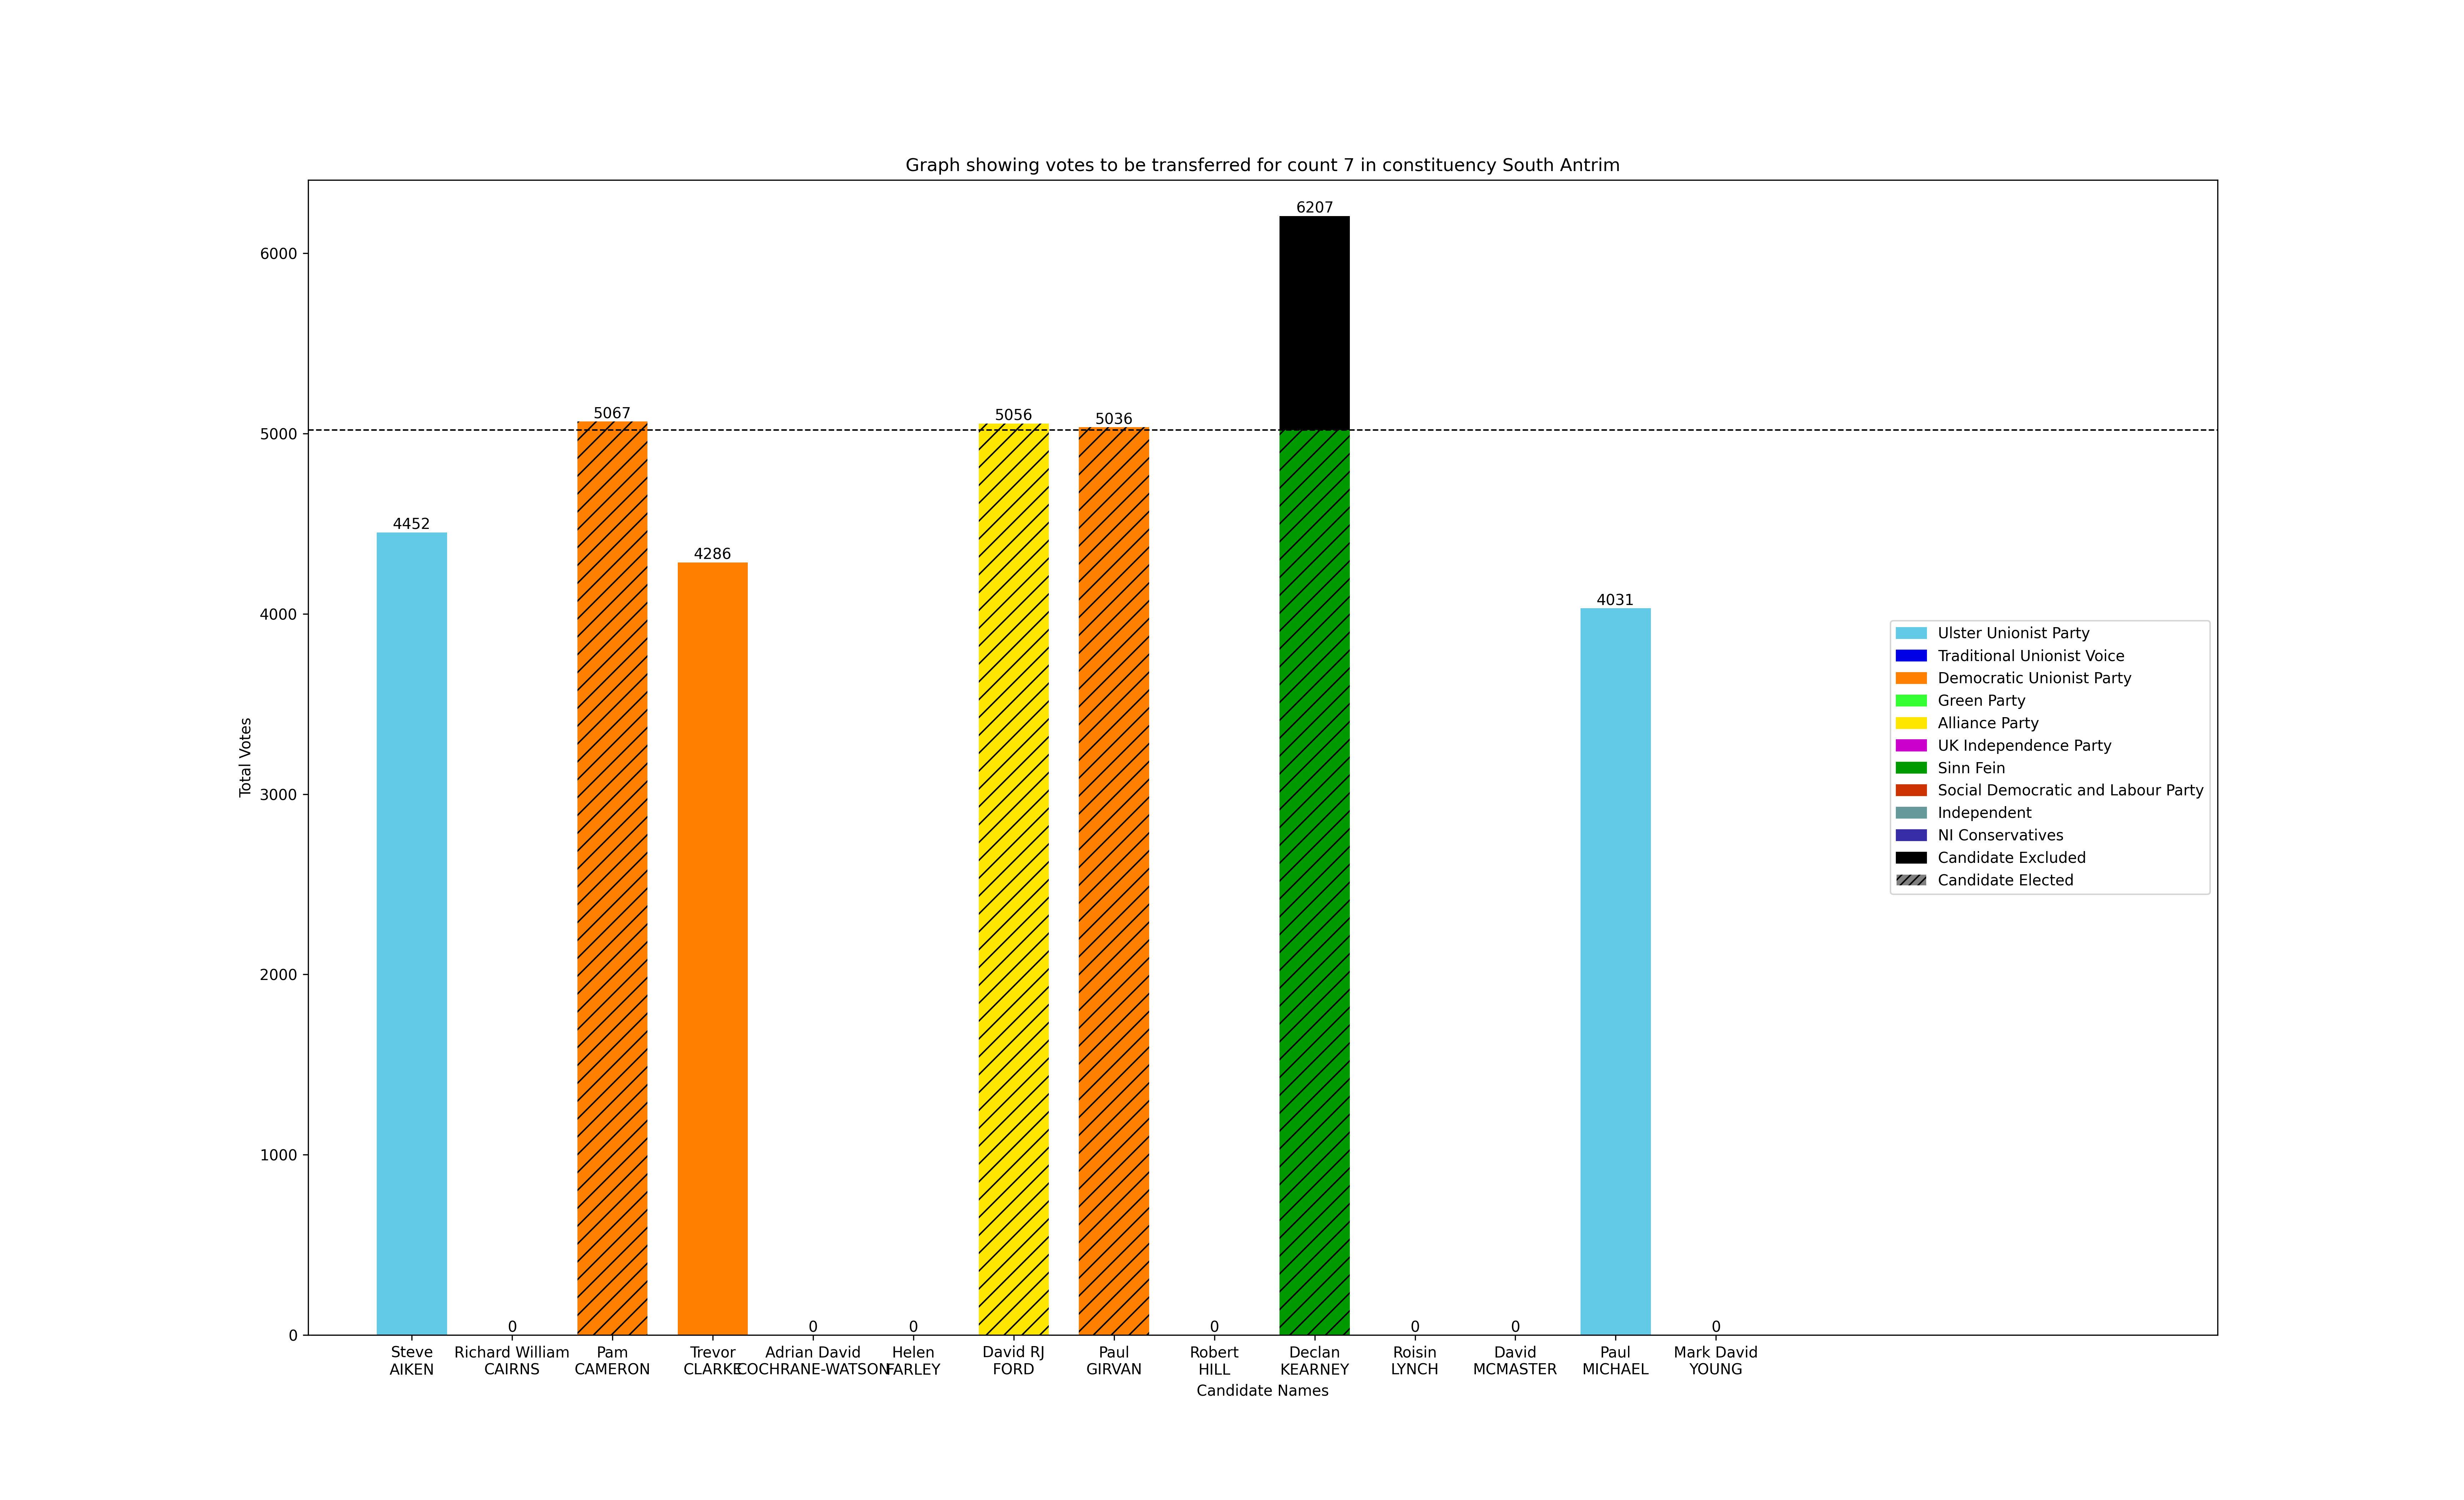 Graph showing votes to be transferred for count 7 in constituency South Antrim
6207
6000
5067
5056
5036
5000
4452
4286
4031
4000
3000
2000
1000
0
0
0
0
0
0
0
0
Total Votes
Ulster Unionist Party
Traditional Unionist Voice
Democratic Unionist Party
Green Party
Alliance Party
UK Independence Party
Sinn Fein
Social Democratic and Labour Party
Independent
NI Conservatives
Candidate Excluded
Candidate Elected
Steve
AIKEN
Richard William
CAIRNS
Pam
CAMERON
Trevor
CLARKE
Adrian David
COCHRANE-WATSON
Helen
FARLEY
David RJ
FORD
Paul
GIRVAN
Robert
HILL
Declan
KEARNEY
Roisin
LYNCH
David
MCMASTER
Paul
MICHAEL
Mark David
YOUNG
Candidate Names